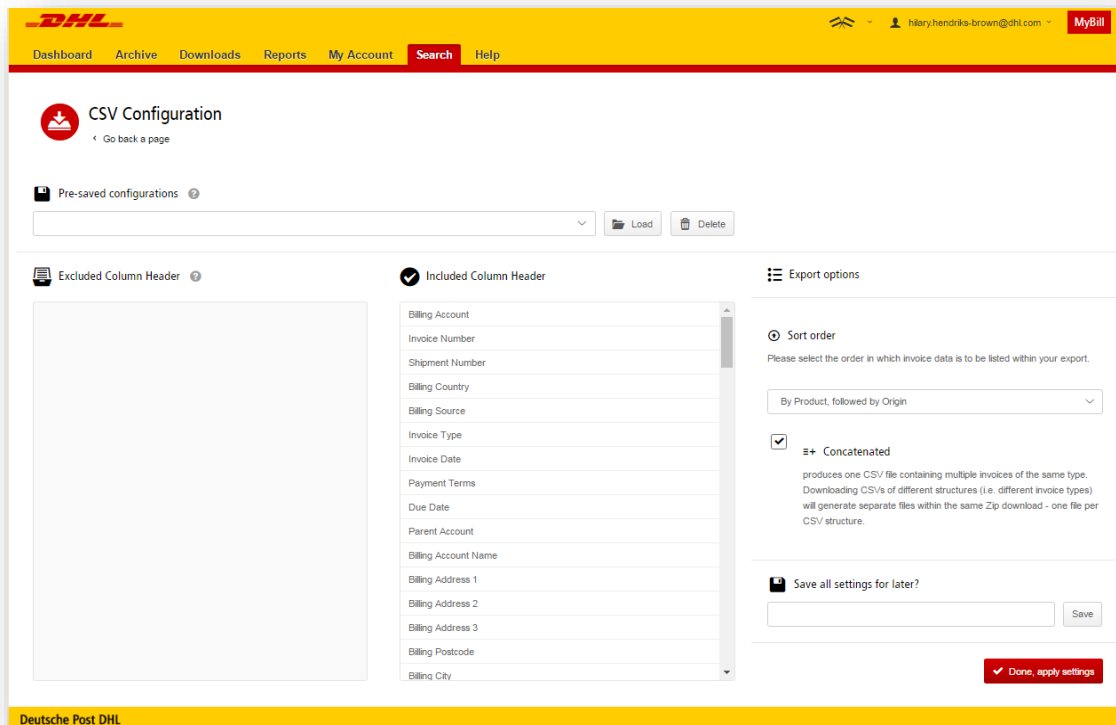 DHL
hilary.hendriks-brown@dhl.com
MyBill
Dashboard Archive Downloads Reports My Account Search Help
CSV Configuration
Go back a page
Pre-saved configurations ?
Load Delete
Excluded Column Header ?
Included Column Header
Billing Account
Invoice Number
Shipment Number
Billing Country
Billing Source
Invoice Type
Invoice Date
Payment Terms
Due Date
Parent Account
Billing Account Name
Billing Address 1
Billing Address 2
Billing Address 3
Billing Postcode
Billing City
Export options
Sort order
Please select the order in which invoice data is to be listed within your export.
By Product, followed by Origin
Concatenated
produces one CSV file containing multiple invoices of the same type.
Downloading CSVs of different structures (i.e. different invoice types)
will generate separate files within the same Zip download - one file per
CSV structure.
Save all settings for later?
Save
Done, apply settings
Deutsche Post DHL